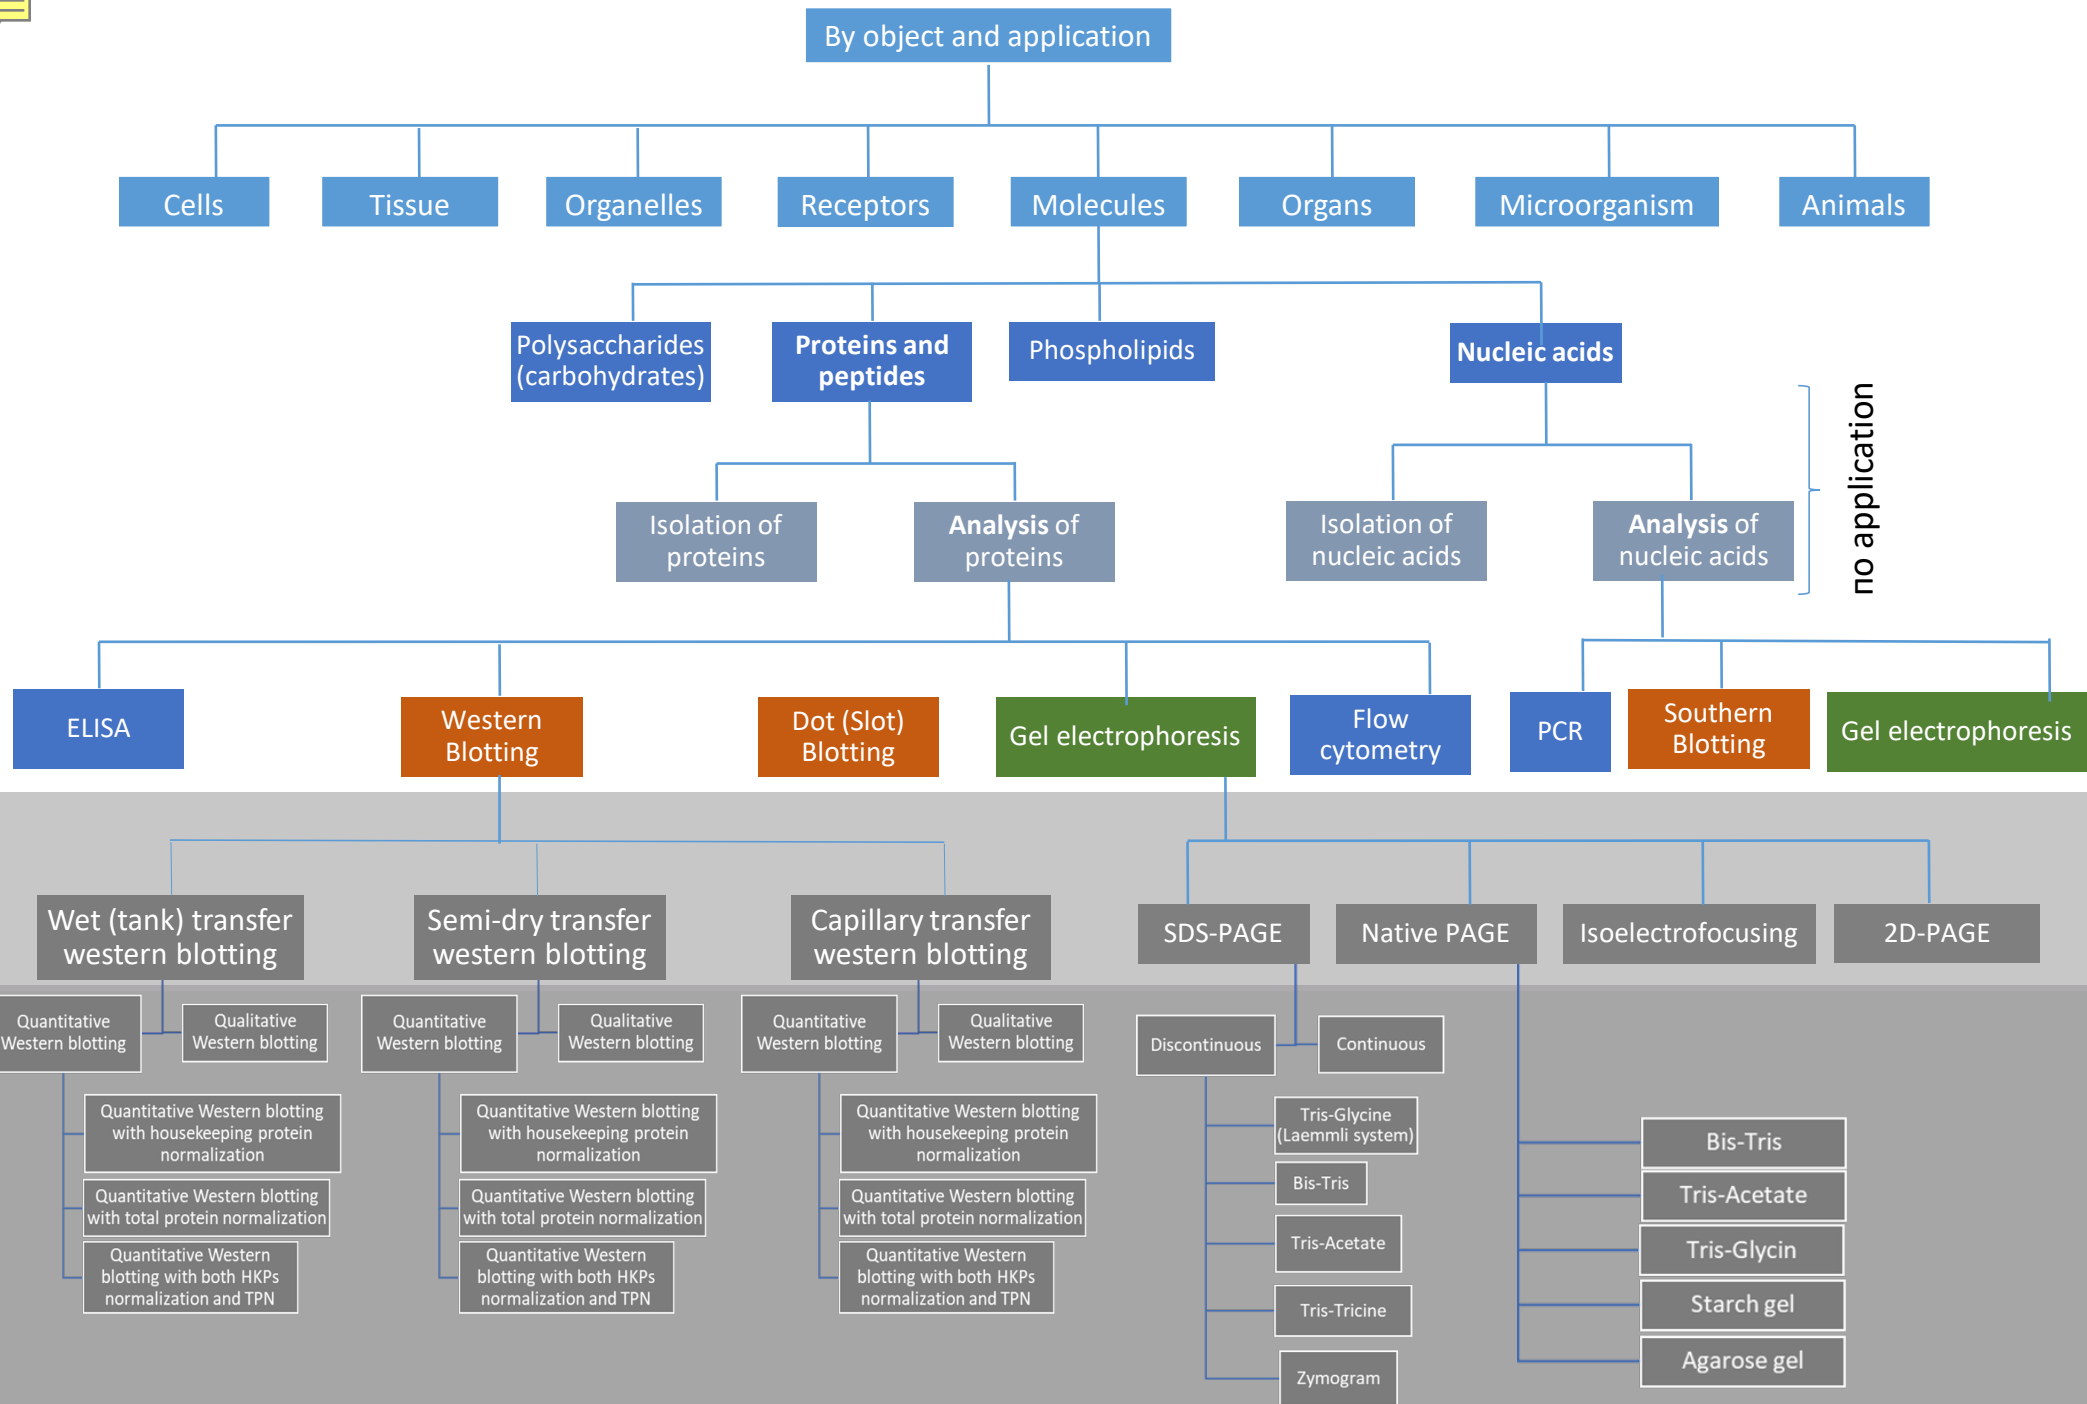 By object and application
Cells
Tissue
Organelles
Receptors
Molecules
Organs
Microorganism
Animals
Polysaccharides
(carbohydrates)
Proteins and
peptides
Phospholipids
Nucleic acids
no application
Isolation of
proteins
Analysis of
proteins
Isolation of
nucleic acids
Analysis of
nucleic acids
ELISA
Western
Blotting
Dot (Slot)
Blotting
Gel electrophoresis
Flow
cytometry
PCR
Southern
Blotting
Gel electrophoresis
Wet (tank) transfer
western blotting
Semi-dry transfer
western blotting
Capillary transfer
western blotting
SDS-PAGE
Native PAGE
Isoelectrofocusing
2D-PAGE
Quantitative
Western blotting
Qualitative
Western blotting
Quantitative
Western blotting
Qualitative
Western blotting
Quantitative
Western blotting
Qualitative
Western blotting
Discontinuous
Continuous
Quantitative Western blotting
with housekeeping protein
normalization
Quantitative Western blotting
with total protein normalization
Quantitative Western
blotting with both HKPs
normalization and TPN
Quantitative Western blotting
with housekeeping protein
normalization
Quantitative Western blotting
with total protein normalization
Quantitative Western
blotting with both HKPs
normalization and TPN
Quantitative Western blotting
with housekeeping protein
normalization
Quantitative Western blotting
with total protein normalization
Quantitative Western
blotting with both HKPs
normalization and TPN
Tris-Glycine
(Laemmli system)
Bis-Tris
Tris-Acetate
Tris-Tricine
Zymogram
Bis-Tris
Tris-Acetate
Tris-Glycin
Starch gel
Agarose gel